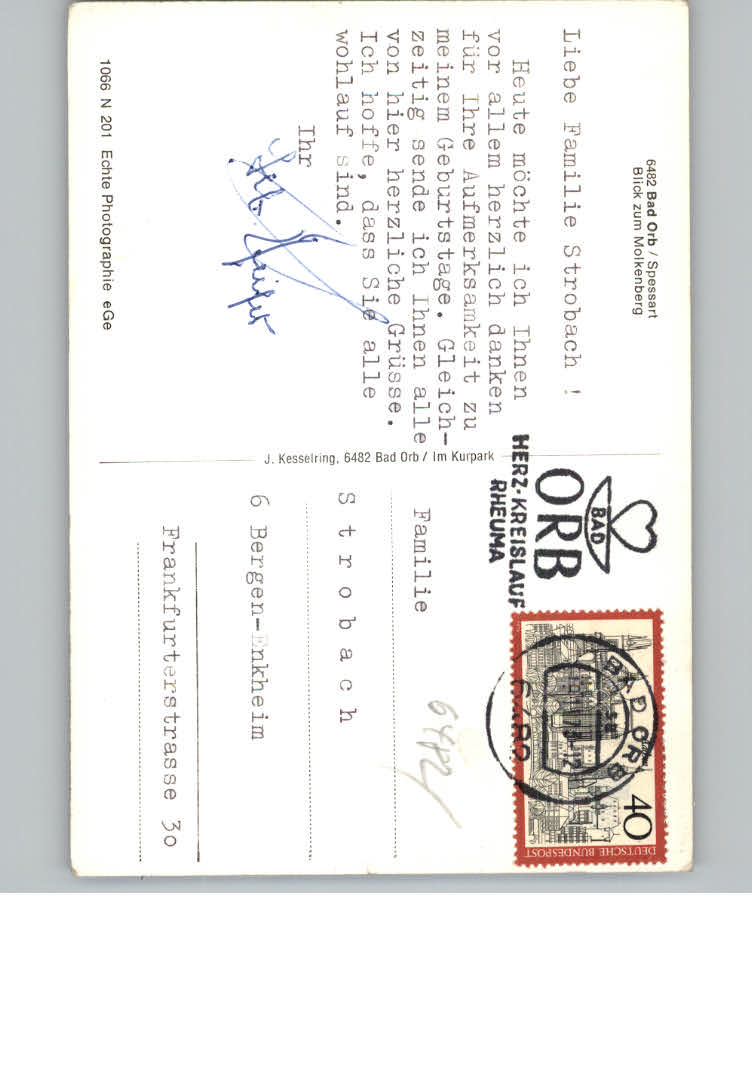 6482 Bad Orb / Spessart
Blick zum Molkenberg
Liebe Familie Strobach !
Heute möchte ich Ihnen
vor allem herzlich danken
für Ihre Aufmerksamkeit zu
meinem Geburtstage. Gleich-
zeitig sende ich Ihnen alle
von hier herzliche Grüsse.
Ich hoffe, dass Sie alle
wohlauf sind.
Ihr
1066 N 201 Echte Photographie eGe
J. Kesselring, 6482 Bad Orb / Im Kurpark
BAD
ORB
HERZ-KREISLAUF
RHEUMA
BAD ORB
6482
40
DEUTSCHE BUNDESPOST
6482
Familie
Strobach
6 Bergen-Enkheim
Frankfurterstrasse 30